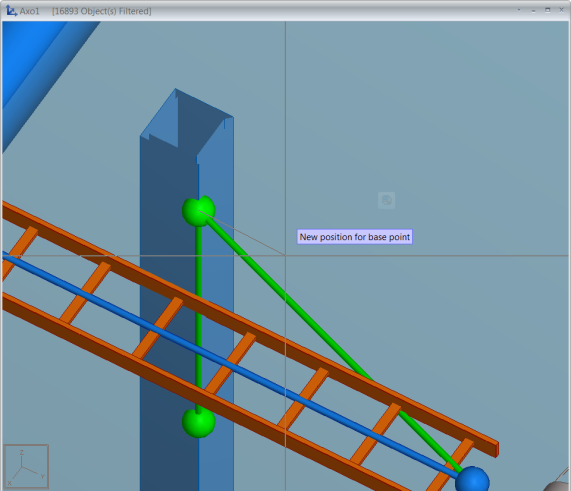 Axo1 [16893 Object(s) Filtered]
New position for base point
Z
X Y